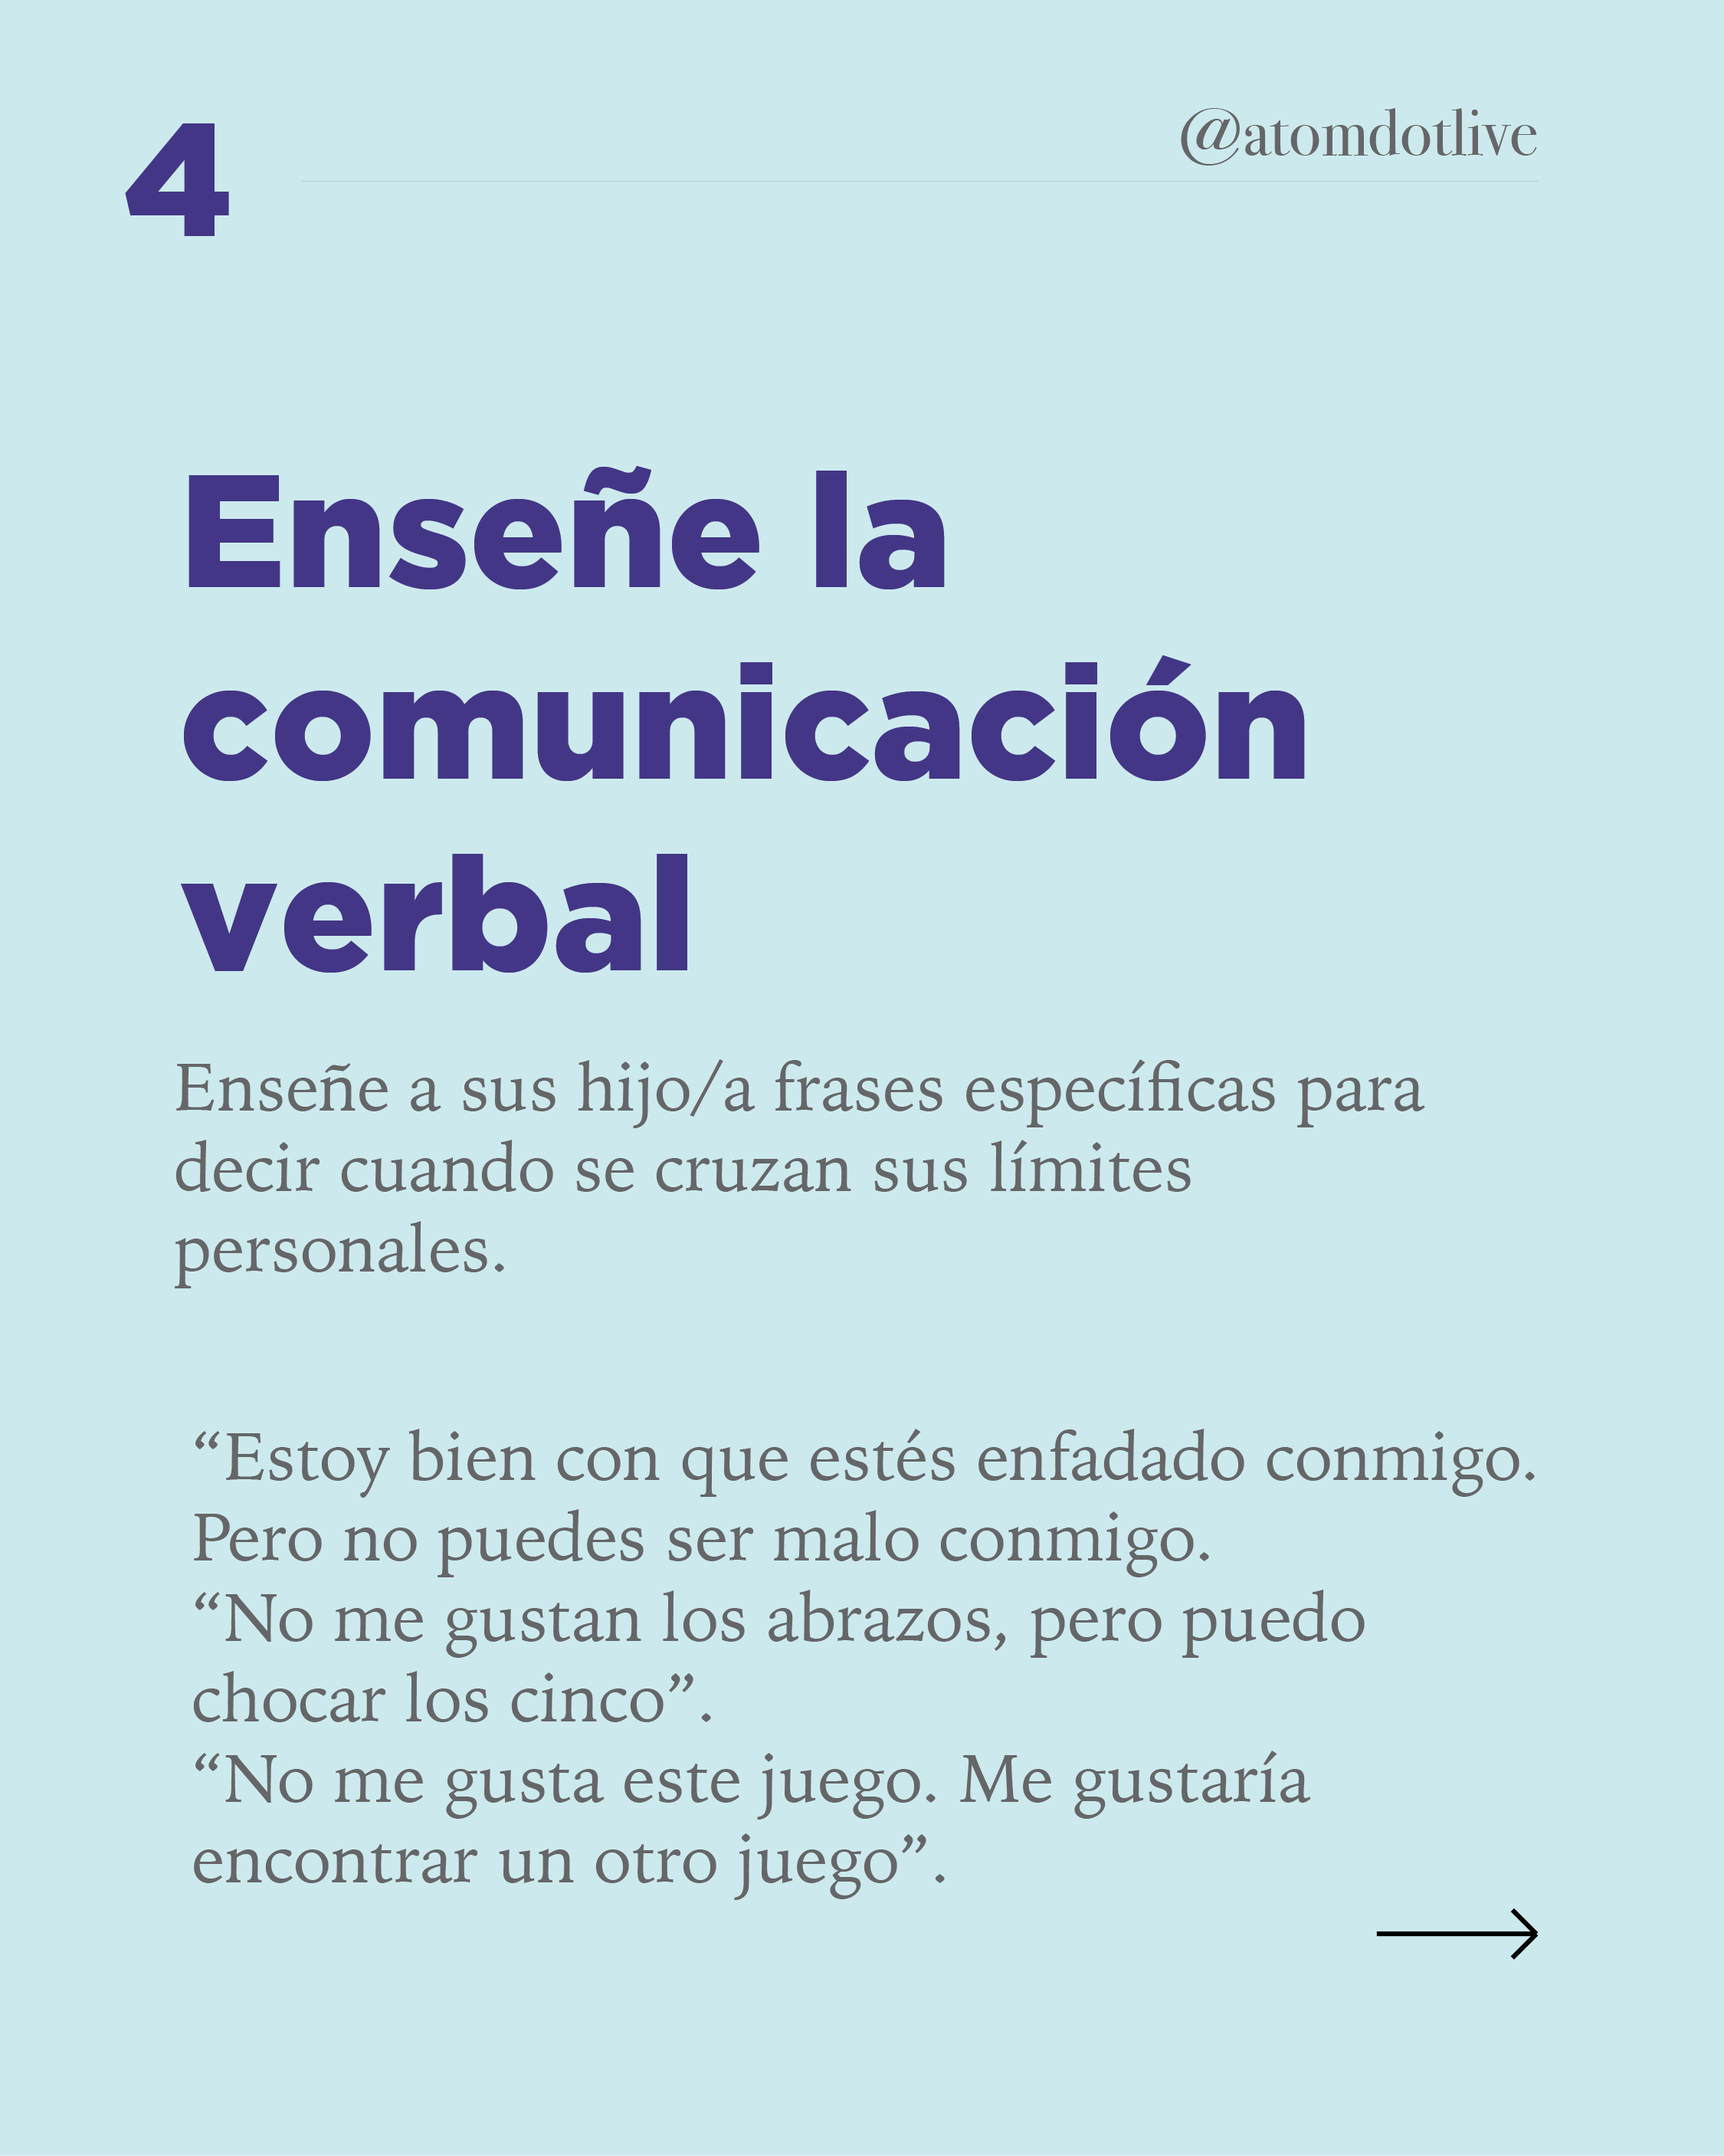 4
@atomdotlive
Enseñe la
comunicación
verbal
Enseñe a sus hijo/a frases específicas para
decir cuando se cruzan sus límites
personales.
“Estoy bien con que estés enfadado conmigo.
Pero no puedes ser malo conmigo.
“No me gustan los abrazos, pero puedo
chocar los cinco”.
“No me gusta este juego. Me gustaría
encontrar un otro juego”.